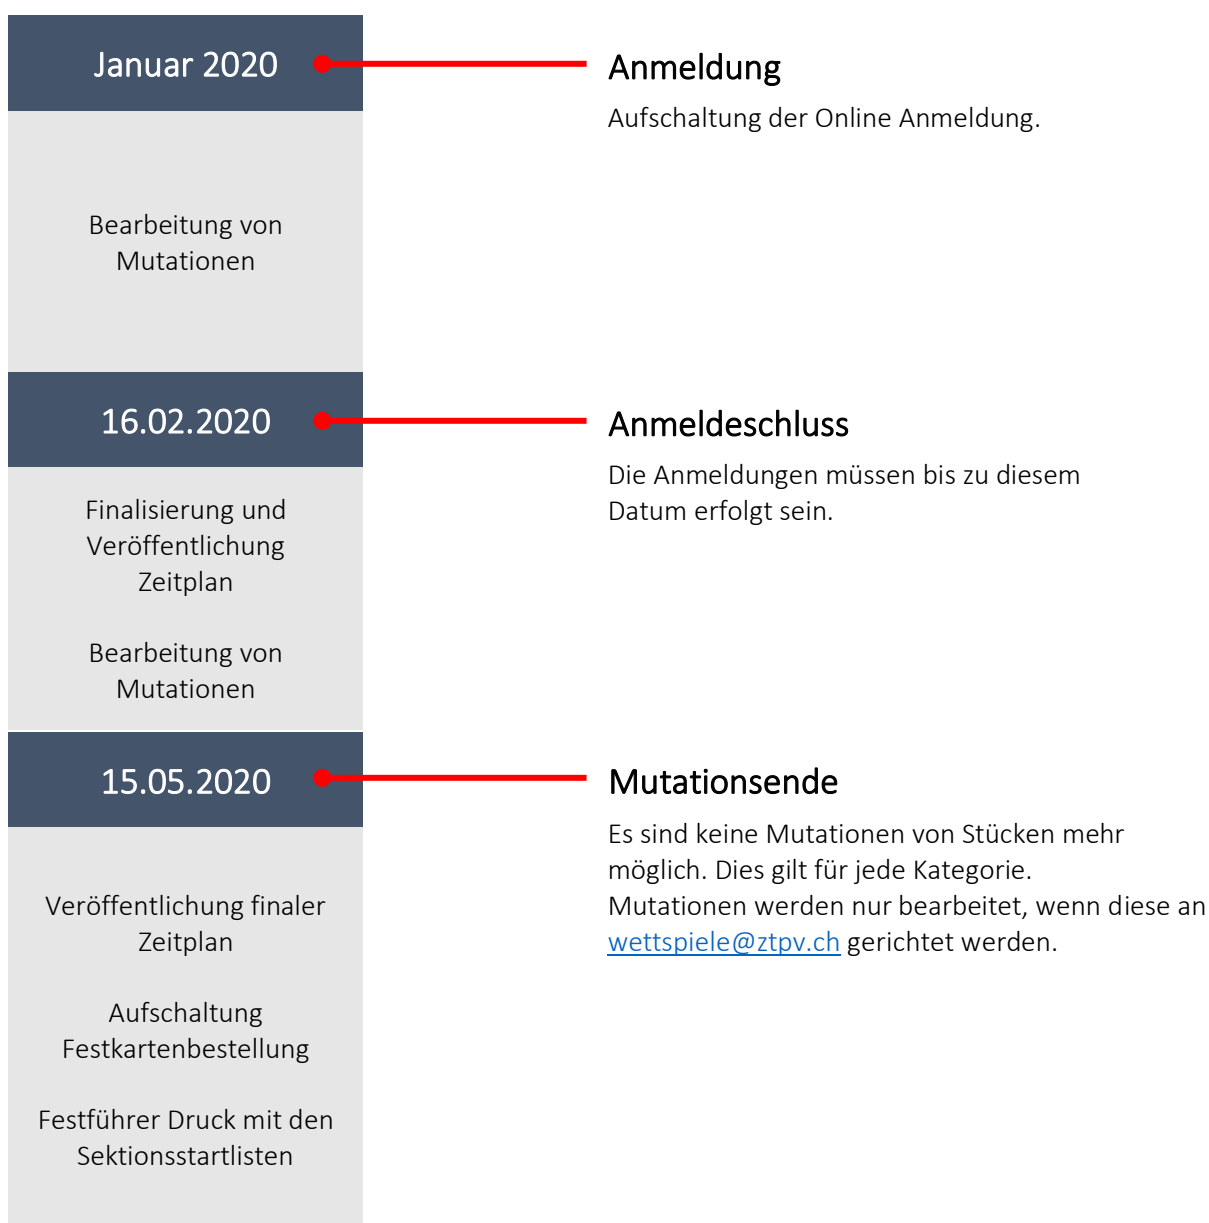 Januar 2020
Anmeldung
Aufschaltung der Online Anmeldung.
Bearbeitung von
Mutationen
16.02.2020
Anmeldeschluss
Die Anmeldungen müssen bis zu diesem
Datum erfolgt sein.
Finalisierung und
Veröffentlichung
Zeitplan
Bearbeitung von
Mutationen
15.05.2020
Mutationsende
Es sind keine Mutationen von Stücken mehr
möglich. Dies gilt für jede Kategorie.
Mutationen werden nur bearbeitet, wenn diese an
wettspiele@ztpv.ch gerichtet werden.
Veröffentlichung finaler
Zeitplan
Aufschaltung
Festkartenbestellung
Festführer Druck mit den
Sektionsstartlisten